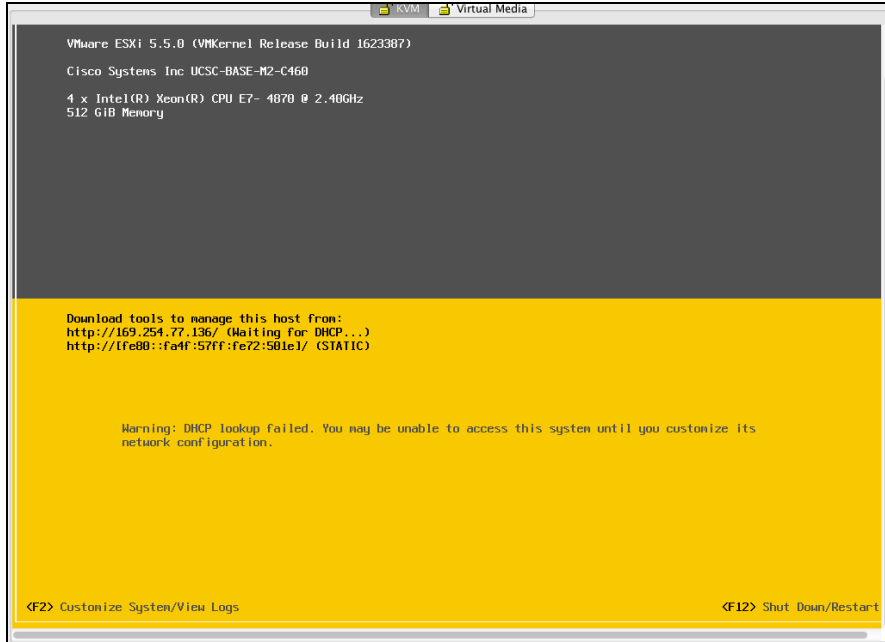 KVM Virtual Media
VMware ESXi 5.5.0 (VMKernel Release Build 1623387)
Cisco Systems Inc UCSC-BASE-M2-C460
4 x Intel(R) Xeon(R) CPU E7- 4870 @ 2.40GHz
512 GiB Memory
Download tools to manage this host from:
http://169.254.77.136/ (Waiting for DHCP...)
http://[fe80::fa4f:57ff:fe72:501e]/ (STATIC)
Warning: DHCP lookup failed. You may be unable to access this system until you customize its
network configuration.
<F2> Customize System/View Logs <F12> Shut Down/Restart